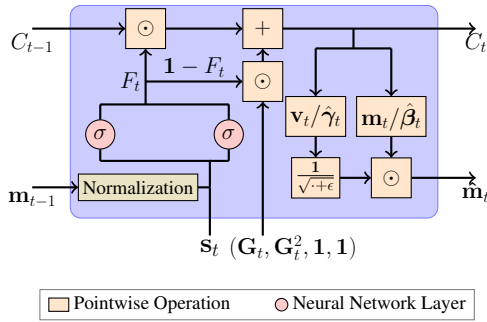 C_{t-1} ⊙ + C_t
F_t 1 − F_t ⊙
v_t/γ̂_t m_t/β̂_t
σ σ
1/√(·+ϵ) ⊙
m_{t-1} Normalization m̂_t
s_t (G_t, G_t^2, 1, 1)
Pointwise Operation σ Neural Network Layer